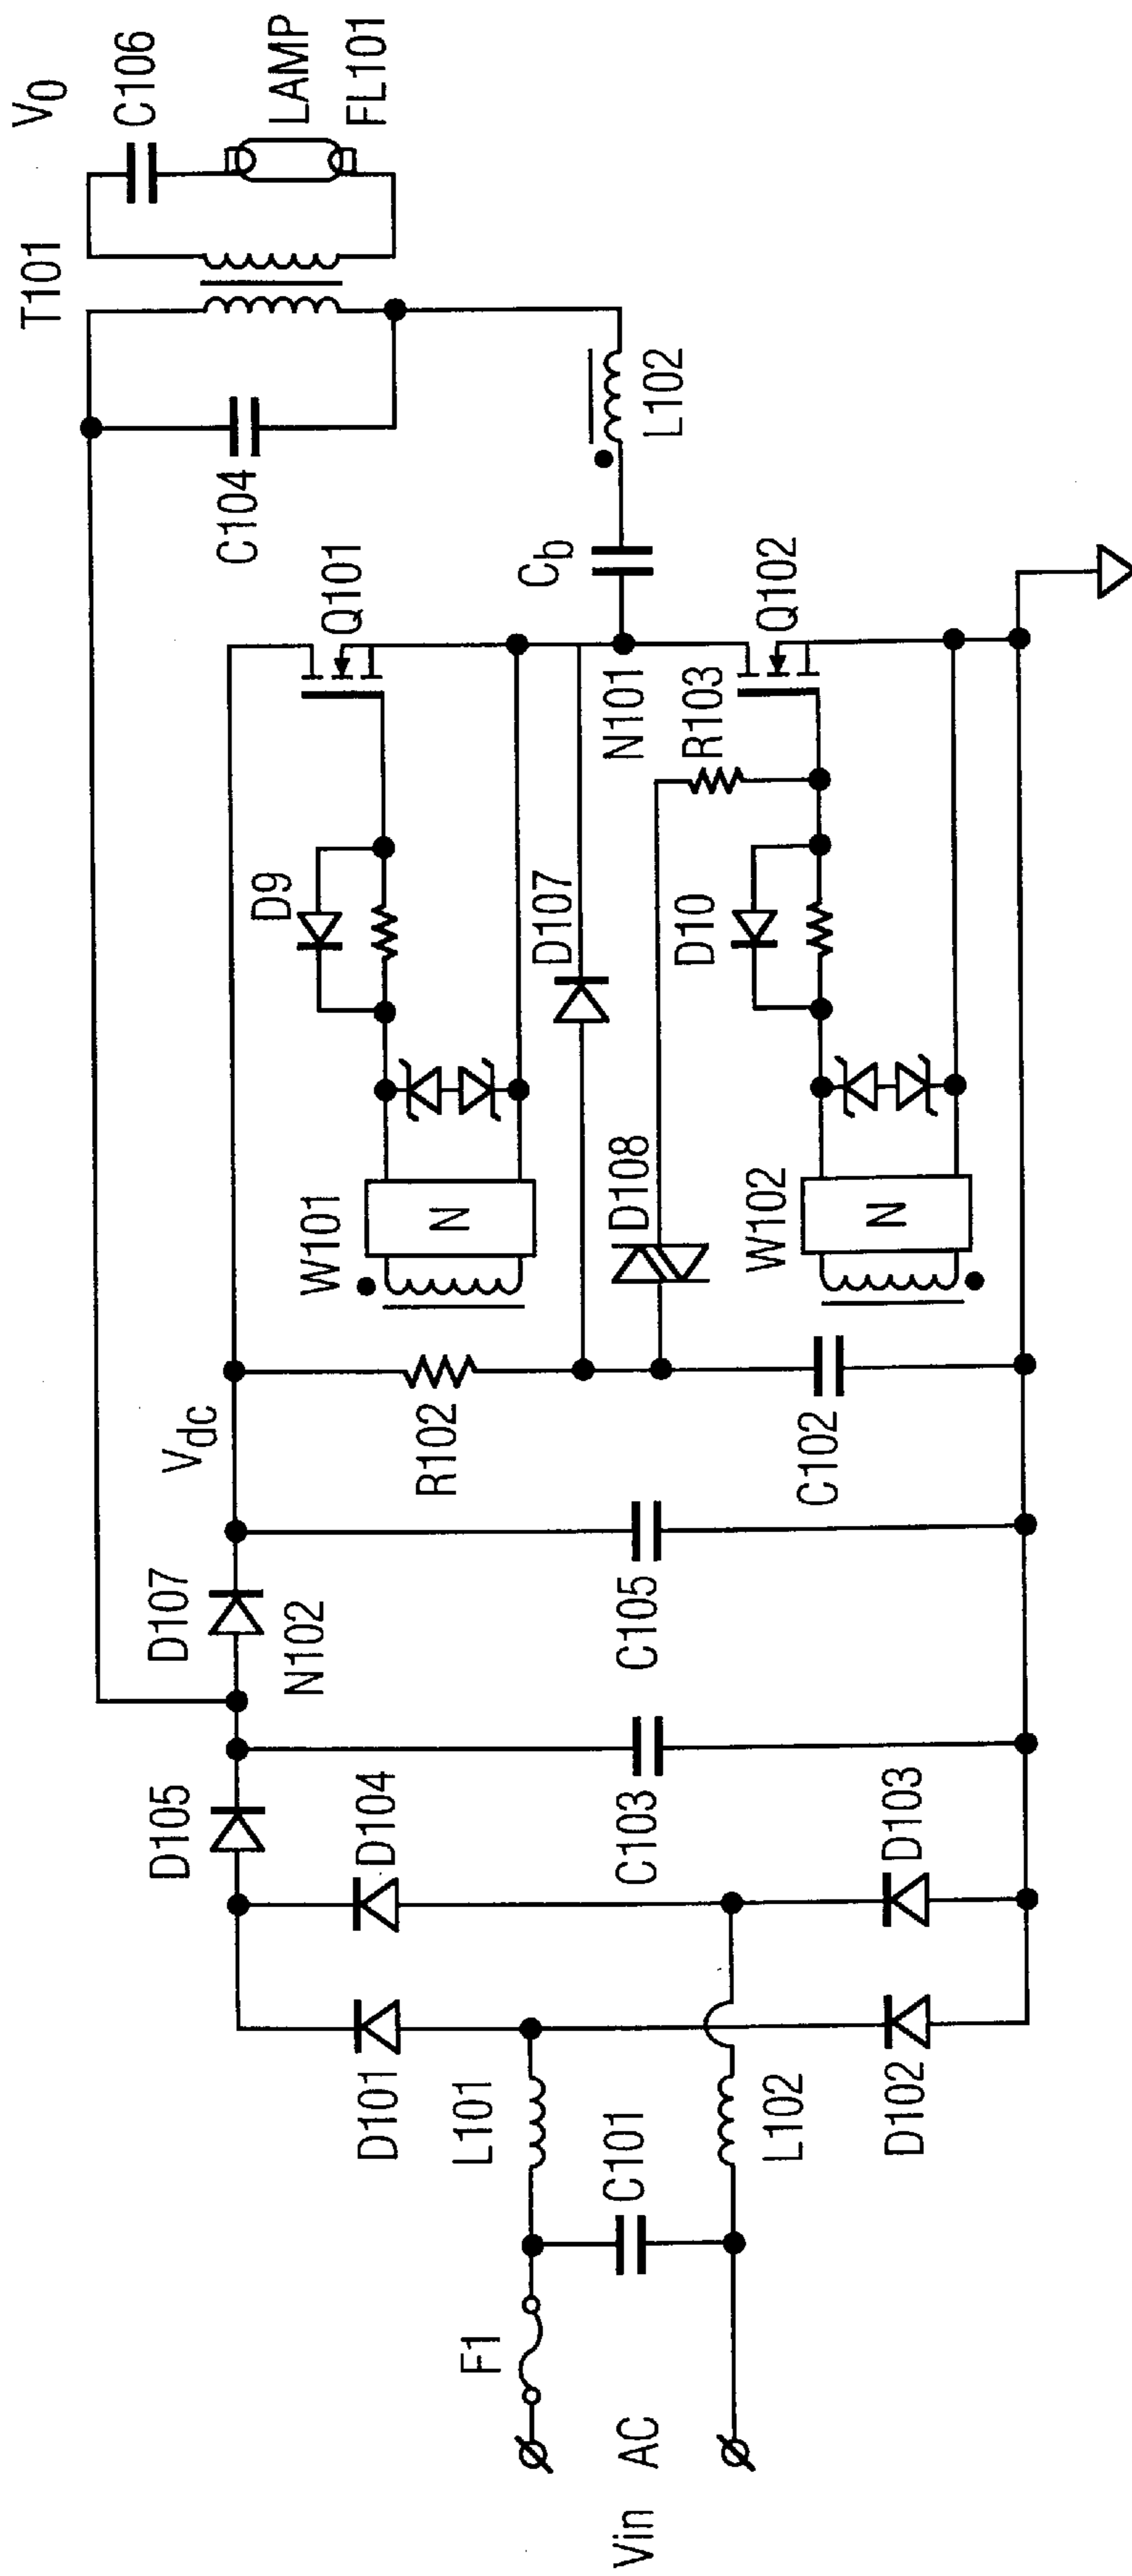 V0
T101
C106
LAMP
FL101
C104
L102
Cb
Q101
N101
Q102
R103
D9
D107
D10
D108
W101
N
W102
N
Vdc
R102
C102
D107
N102
C105
D105
C103
D104
D103
D101
D102
L101
L102
C101
F1
Vin AC